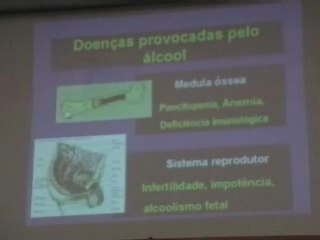 Doenças provocadas pelo
álcool
Medula óssea
Pancitopenia, Anemia,
Deficiência imunológica
Sistema reprodutor
Infertilidade, Impotência,
alcoolismo fetal